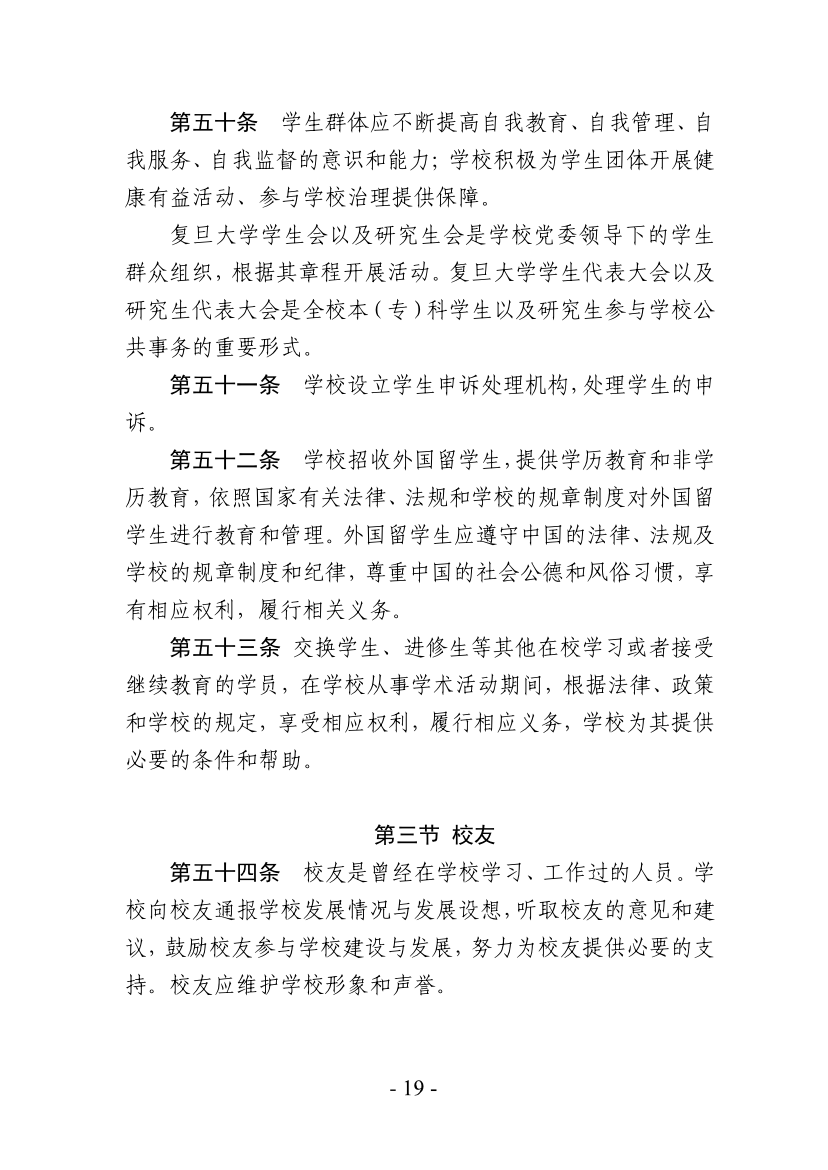 第五十条　学生群体应不断提高自我教育、自我管理、自
我服务、自我监督的意识和能力；学校积极为学生团体开展健
康有益活动、参与学校治理提供保障。
复旦大学学生会以及研究生会是学校党委领导下的学生
群众组织，根据其章程开展活动。复旦大学学生代表大会以及
研究生代表大会是全校本（专）科学生以及研究生参与学校公
共事务的重要形式。
第五十一条　学校设立学生申诉处理机构，处理学生的申
诉。
第五十二条　学校招收外国留学生，提供学历教育和非学
历教育，依照国家有关法律、法规和学校的规章制度对外国留
学生进行教育和管理。外国留学生应遵守中国的法律、法规及
学校的规章制度和纪律，尊重中国的社会公德和风俗习惯，享
有相应权利，履行相关义务。
第五十三条 交换学生、进修生等其他在校学习或者接受
继续教育的学员，在学校从事学术活动期间，根据法律、政策
和学校的规定，享受相应权利，履行相应义务，学校为其提供
必要的条件和帮助。
第三节 校友
第五十四条　校友是曾经在学校学习、工作过的人员。学
校向校友通报学校发展情况与发展设想，听取校友的意见和建
议，鼓励校友参与学校建设与发展，努力为校友提供必要的支
持。校友应维护学校形象和声誉。
- 19 -